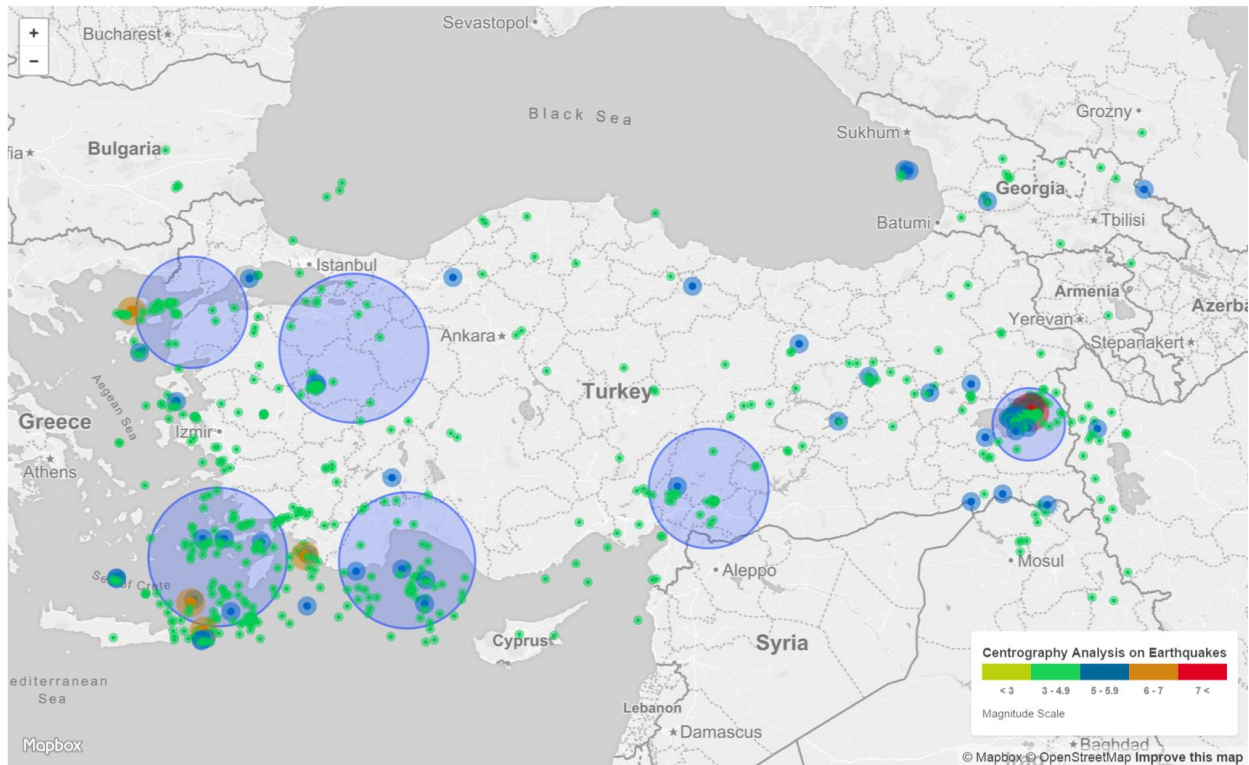 +
−
Sevastopol
Bucharest
Black Sea
Grozny
Sukhum
fia
Bulgaria
Georgia
Batumi
Tbilisi
Istanbul
Armenia
Azerba
Ankara
Yerevan
Stepanakert
Aegean Sea
Turkey
Greece
Izmir
Athens
Sea of Crete
Aleppo
Mosul
Cyprus
Syria
editerranean
Sea
Lebanon
Damascus
Baghdad
Centrography Analysis on Earthquakes
< 3 3 - 4.9 5 - 5.9 6 - 7 7 <
Magnitude Scale
Mapbox
© Mapbox © OpenStreetMap Improve this map